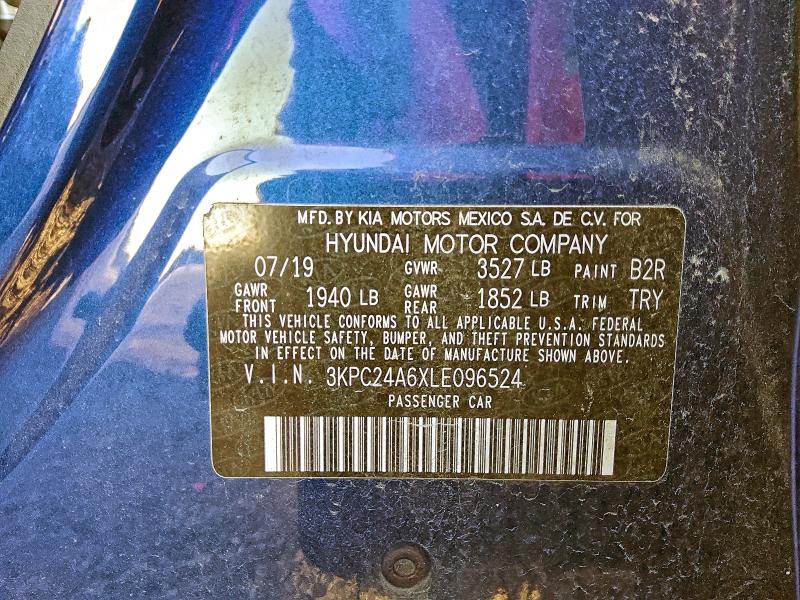 MFD. BY KIA MOTORS MEXICO S.A. DE C.V. FOR
HYUNDAI MOTOR COMPANY
07/19 GVWR 3527 LB PAINT B2R
GAWR FRONT 1940 LB GAWR REAR 1852 LB TRIM TRY
THIS VEHICLE CONFORMS TO ALL APPLICABLE U.S.A. FEDERAL
MOTOR VEHICLE SAFETY, BUMPER, AND THEFT PREVENTION STANDARDS
IN EFFECT ON THE DATE OF MANUFACTURE SHOWN ABOVE.
V.I.N. 3KPC24A6XLE096524
PASSENGER CAR